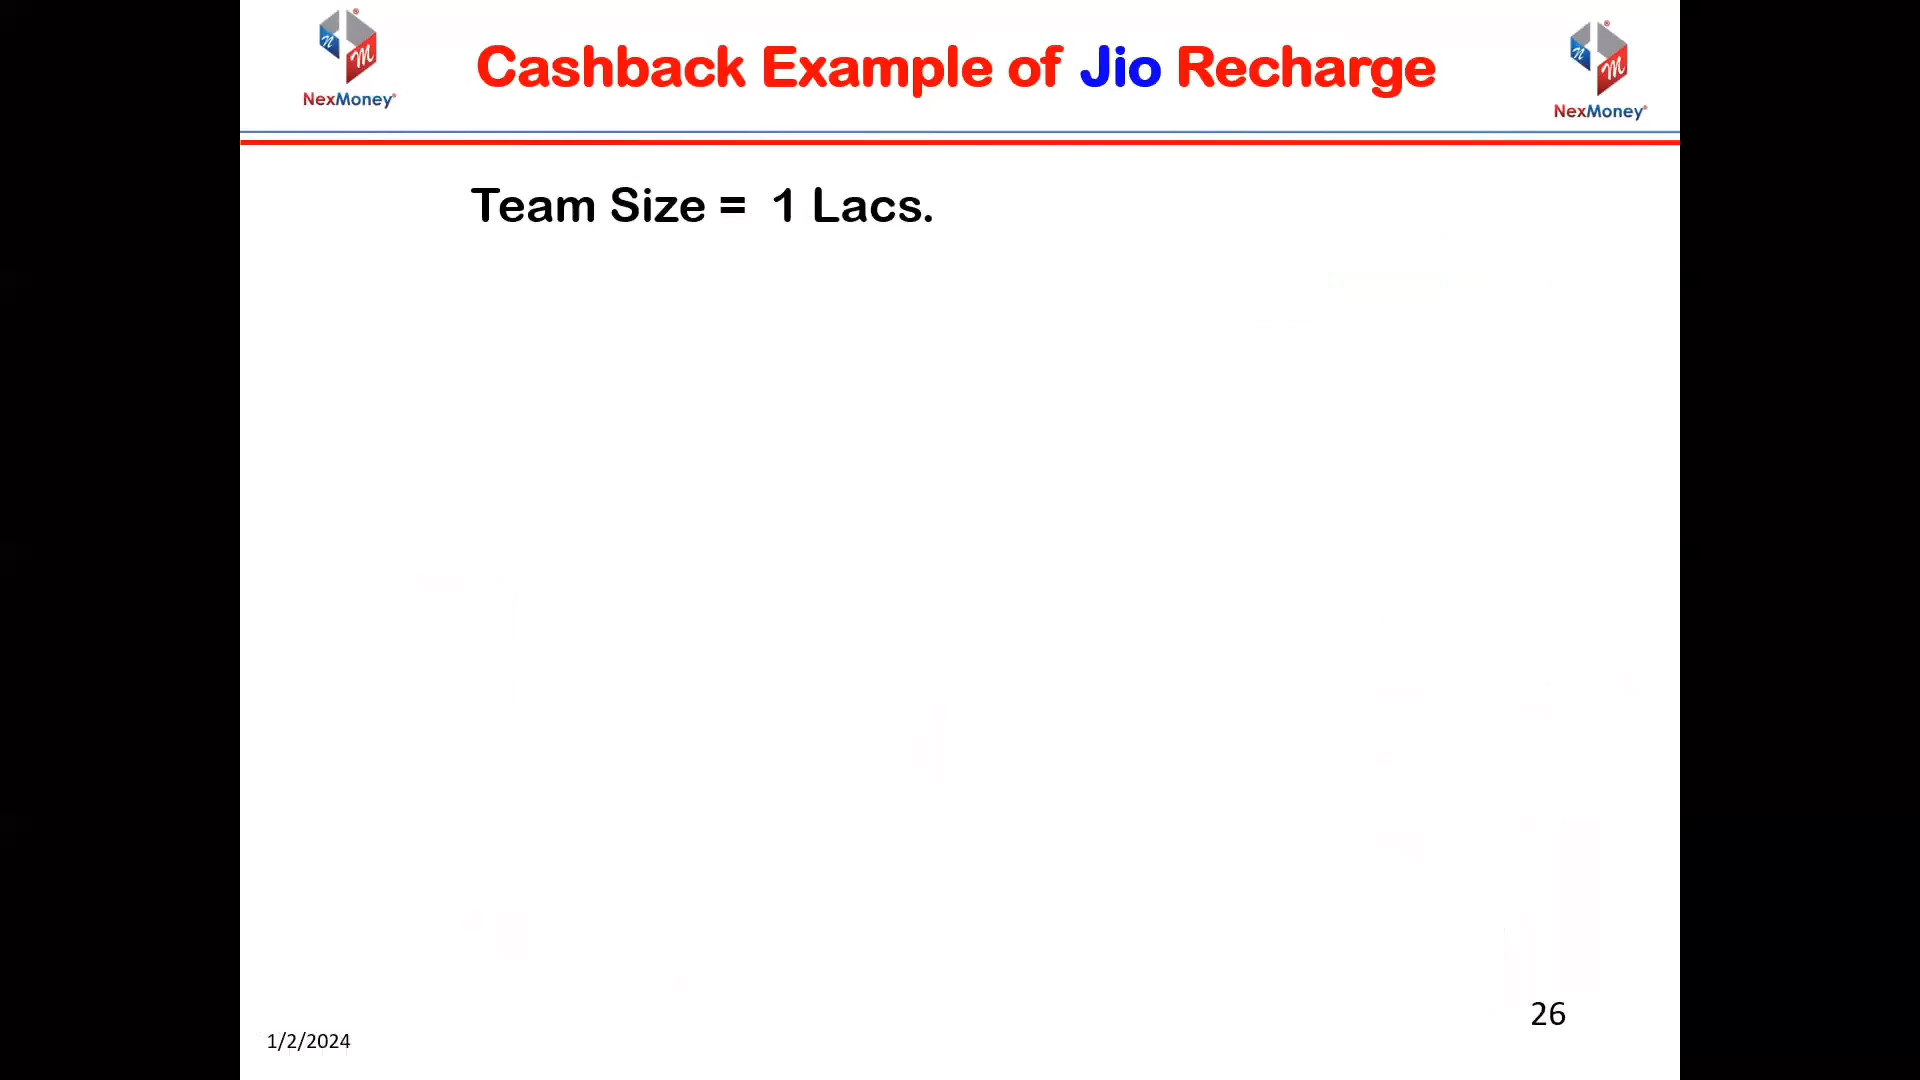 NexMoney
Cashback Example of Jio Recharge
NexMoney
Team Size = 1 Lacs.
26
1/2/2024